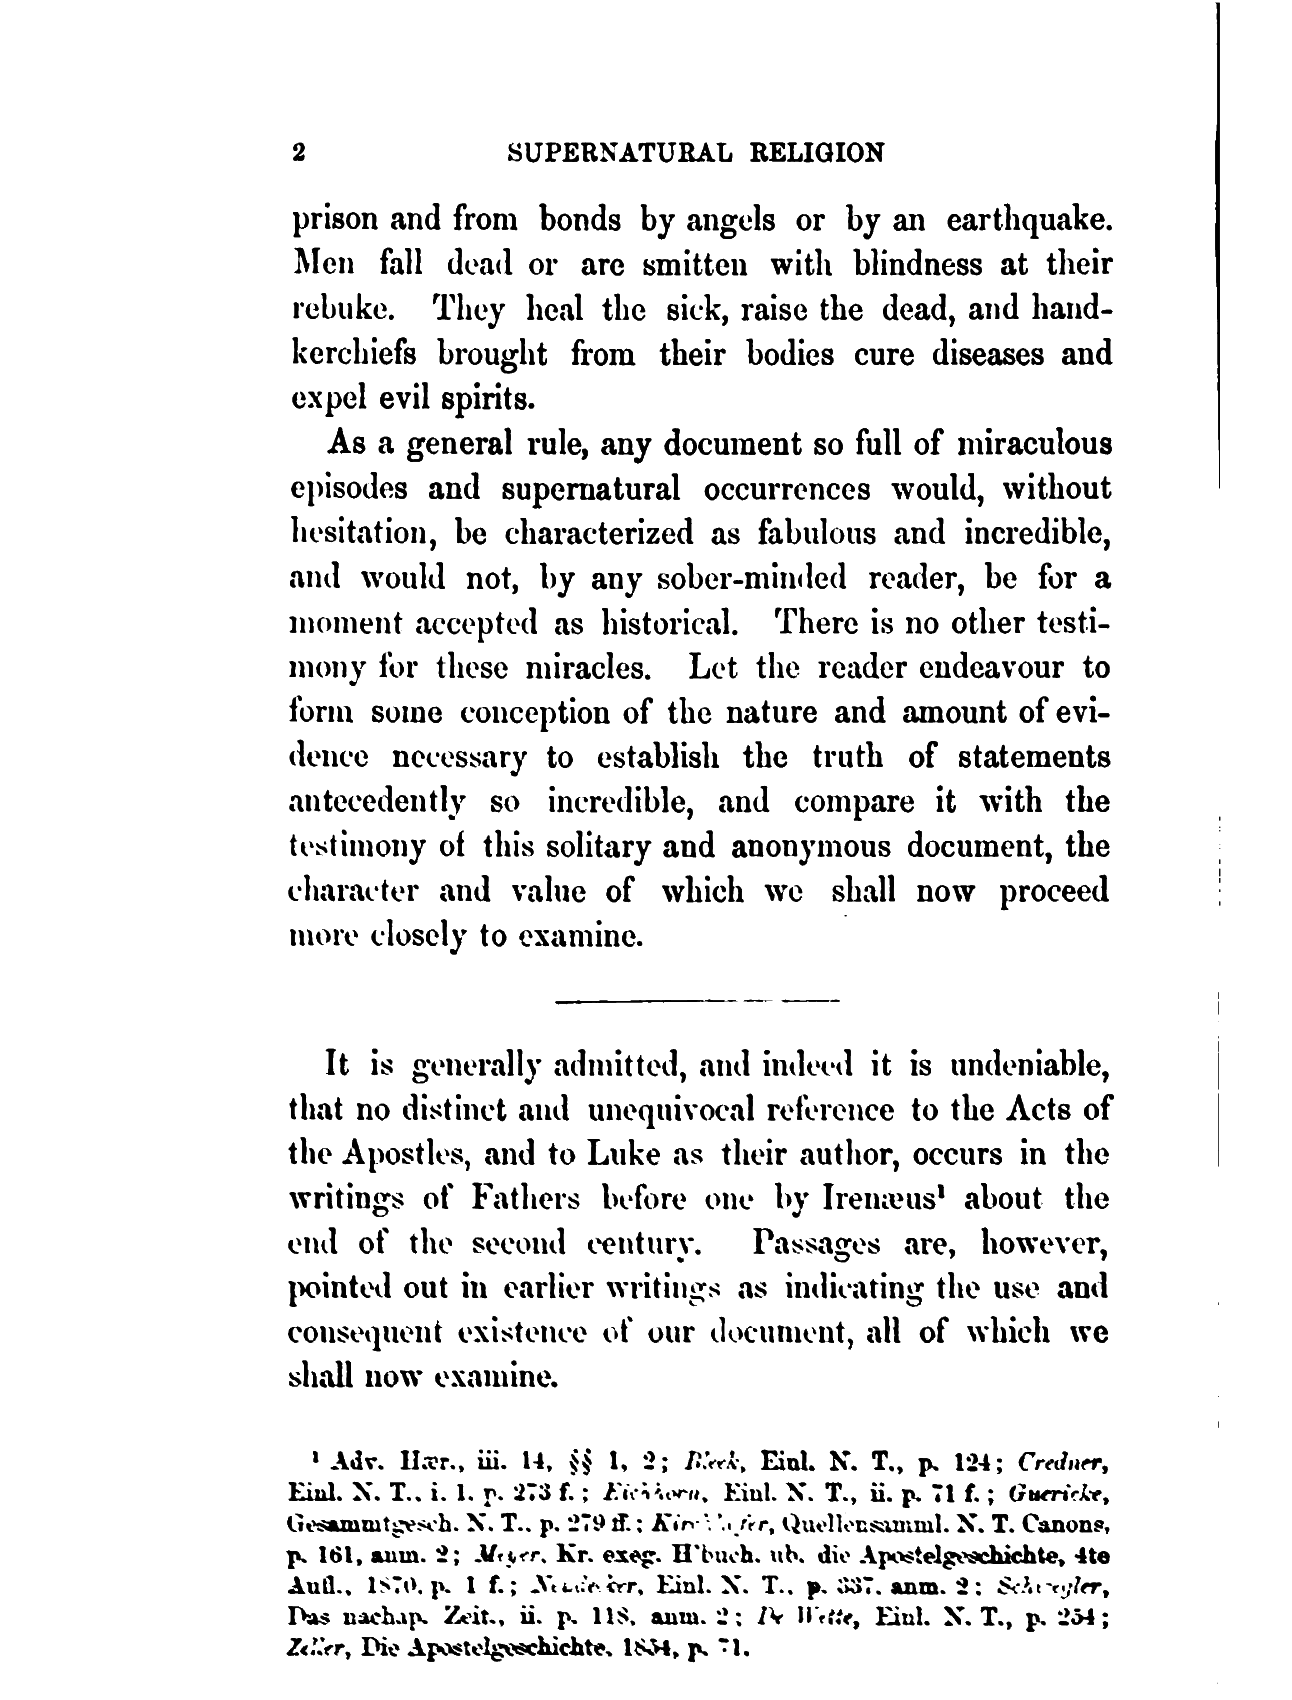 2 SUPERNATURAL RELIGION
prison and from bonds by angels or by an earthquake.
Men fall dead or are smitten with blindness at their
rebuke. They heal the sick, raise the dead, and hand-
kerchiefs brought from their bodies cure diseases and
expel evil spirits.
As a general rule, any document so full of miraculous
episodes and supernatural occurrences would, without
hesitation, be characterized as fabulous and incredible,
and would not, by any sober-minded reader, be for a
moment accepted as historical. There is no other testi-
mony for these miracles. Let the reader endeavour to
form some conception of the nature and amount of evi-
dence necessary to establish the truth of statements
antecedently so incredible, and compare it with the
testimony of this solitary and anonymous document, the
character and value of which we shall now proceed
more closely to examine.
It is generally admitted, and indeed it is undeniable,
that no distinct and unequivocal reference to the Acts of
the Apostles, and to Luke as their author, occurs in the
writings of Fathers before one by Irenæus¹ about the
end of the second century. Passages are, however,
pointed out in earlier writings as indicating the use and
consequent existence of our document, all of which we
shall now examine.
¹ Adv. Hær., iii. 14, §§ 1, 2; Bleek, Einl. N. T., p. 124; Credner,
Einl. N. T., i. 1. p. 273 f.; Eichhorn, Einl. N. T., ii. p. 71 f.; Guericke,
Gesammtgesch. N. T., p. 279 ff.; Kirchhofer, Quellensamml. N. T. Canons,
p. 161, anm. 2; Meyer, Kr. exeg. H'buch. üb. die Apostelgeschichte, 4te
Aufl., 1870, p. 1 f.; Neudecker, Einl. N. T., p. 337, anm. 2; Schwegler,
Das nachap. Zeit., ii. p. 118, anm. 2; De Wette, Einl. N. T., p. 254;
Zeller, Die Apostelgeschichte, 1854, p. 71.